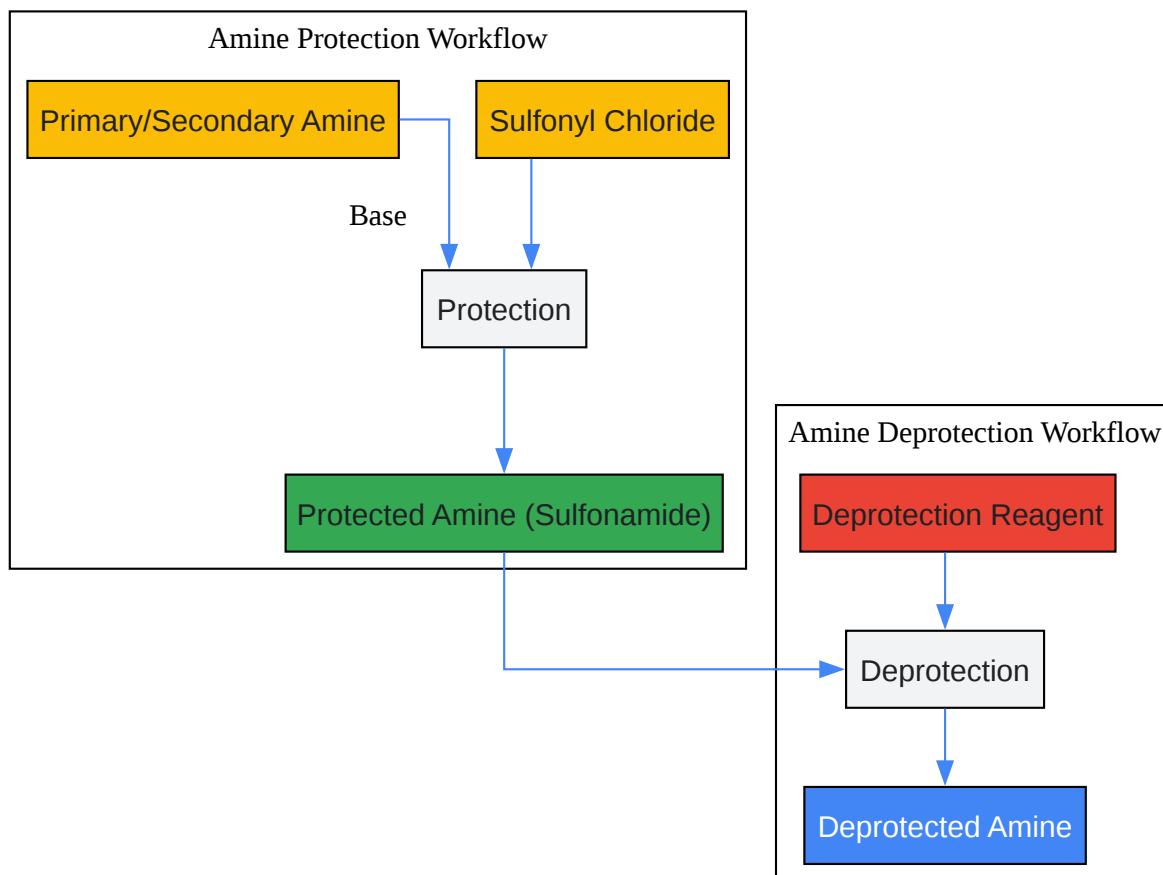 Amine Protection Workflow
Primary/Secondary Amine
Sulfonyl Chloride
Base
Protection
Protected Amine (Sulfonamide)
Amine Deprotection Workflow
Deprotection Reagent
Deprotection
Deprotected Amine